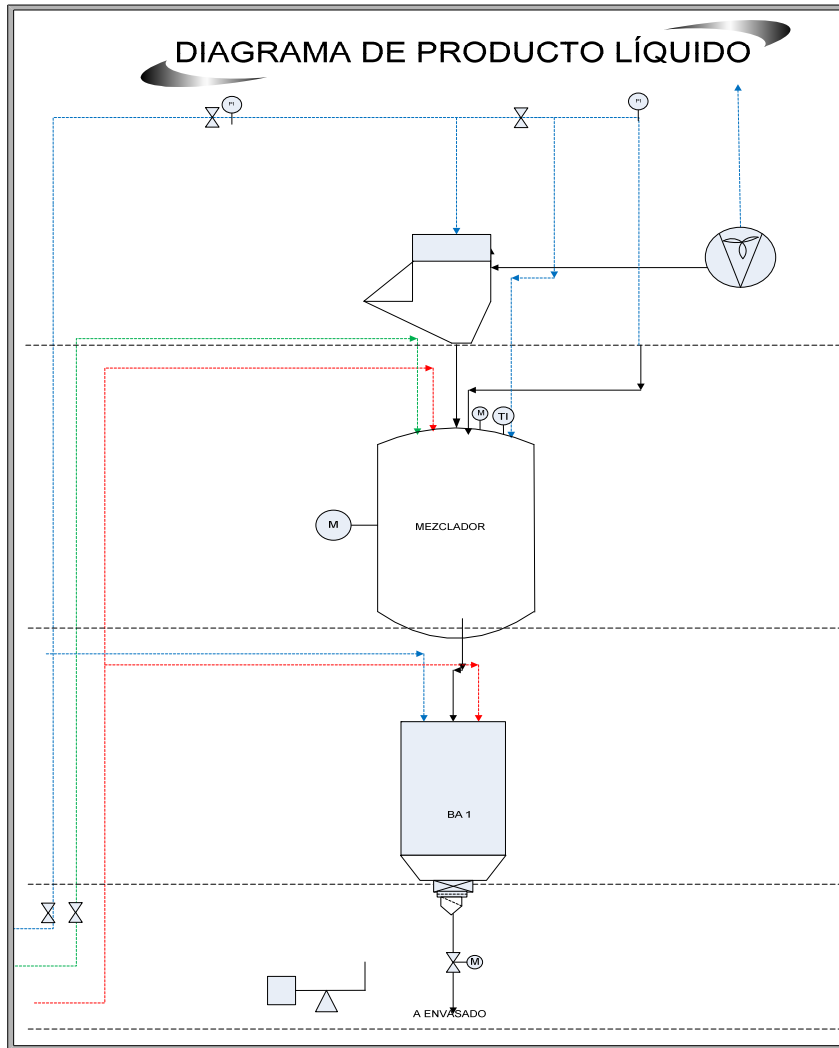 DIAGRAMA DE PRODUCTO LÍQUIDO
PI
PI
M
TI
M
MEZCLADOR
BA 1
M
A ENVASADO